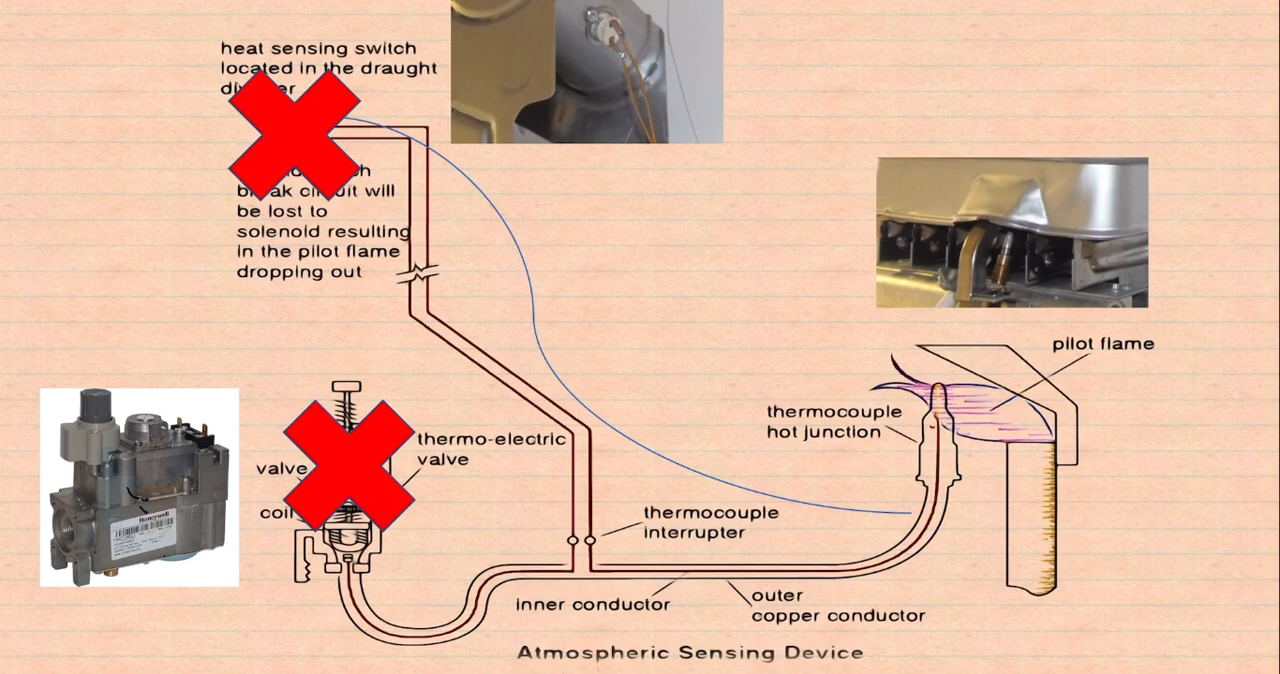 heat sensing switch
located in the draught
break circuit will
be lost to
solenoid resulting
in the pilot flame
dropping out
pilot flame
thermocouple
hot junction
thermo-electric
valve
valve
coil
thermocouple
interrupter
inner conductor
outer
copper conductor
Honeywell
Atmospheric Sensing Device